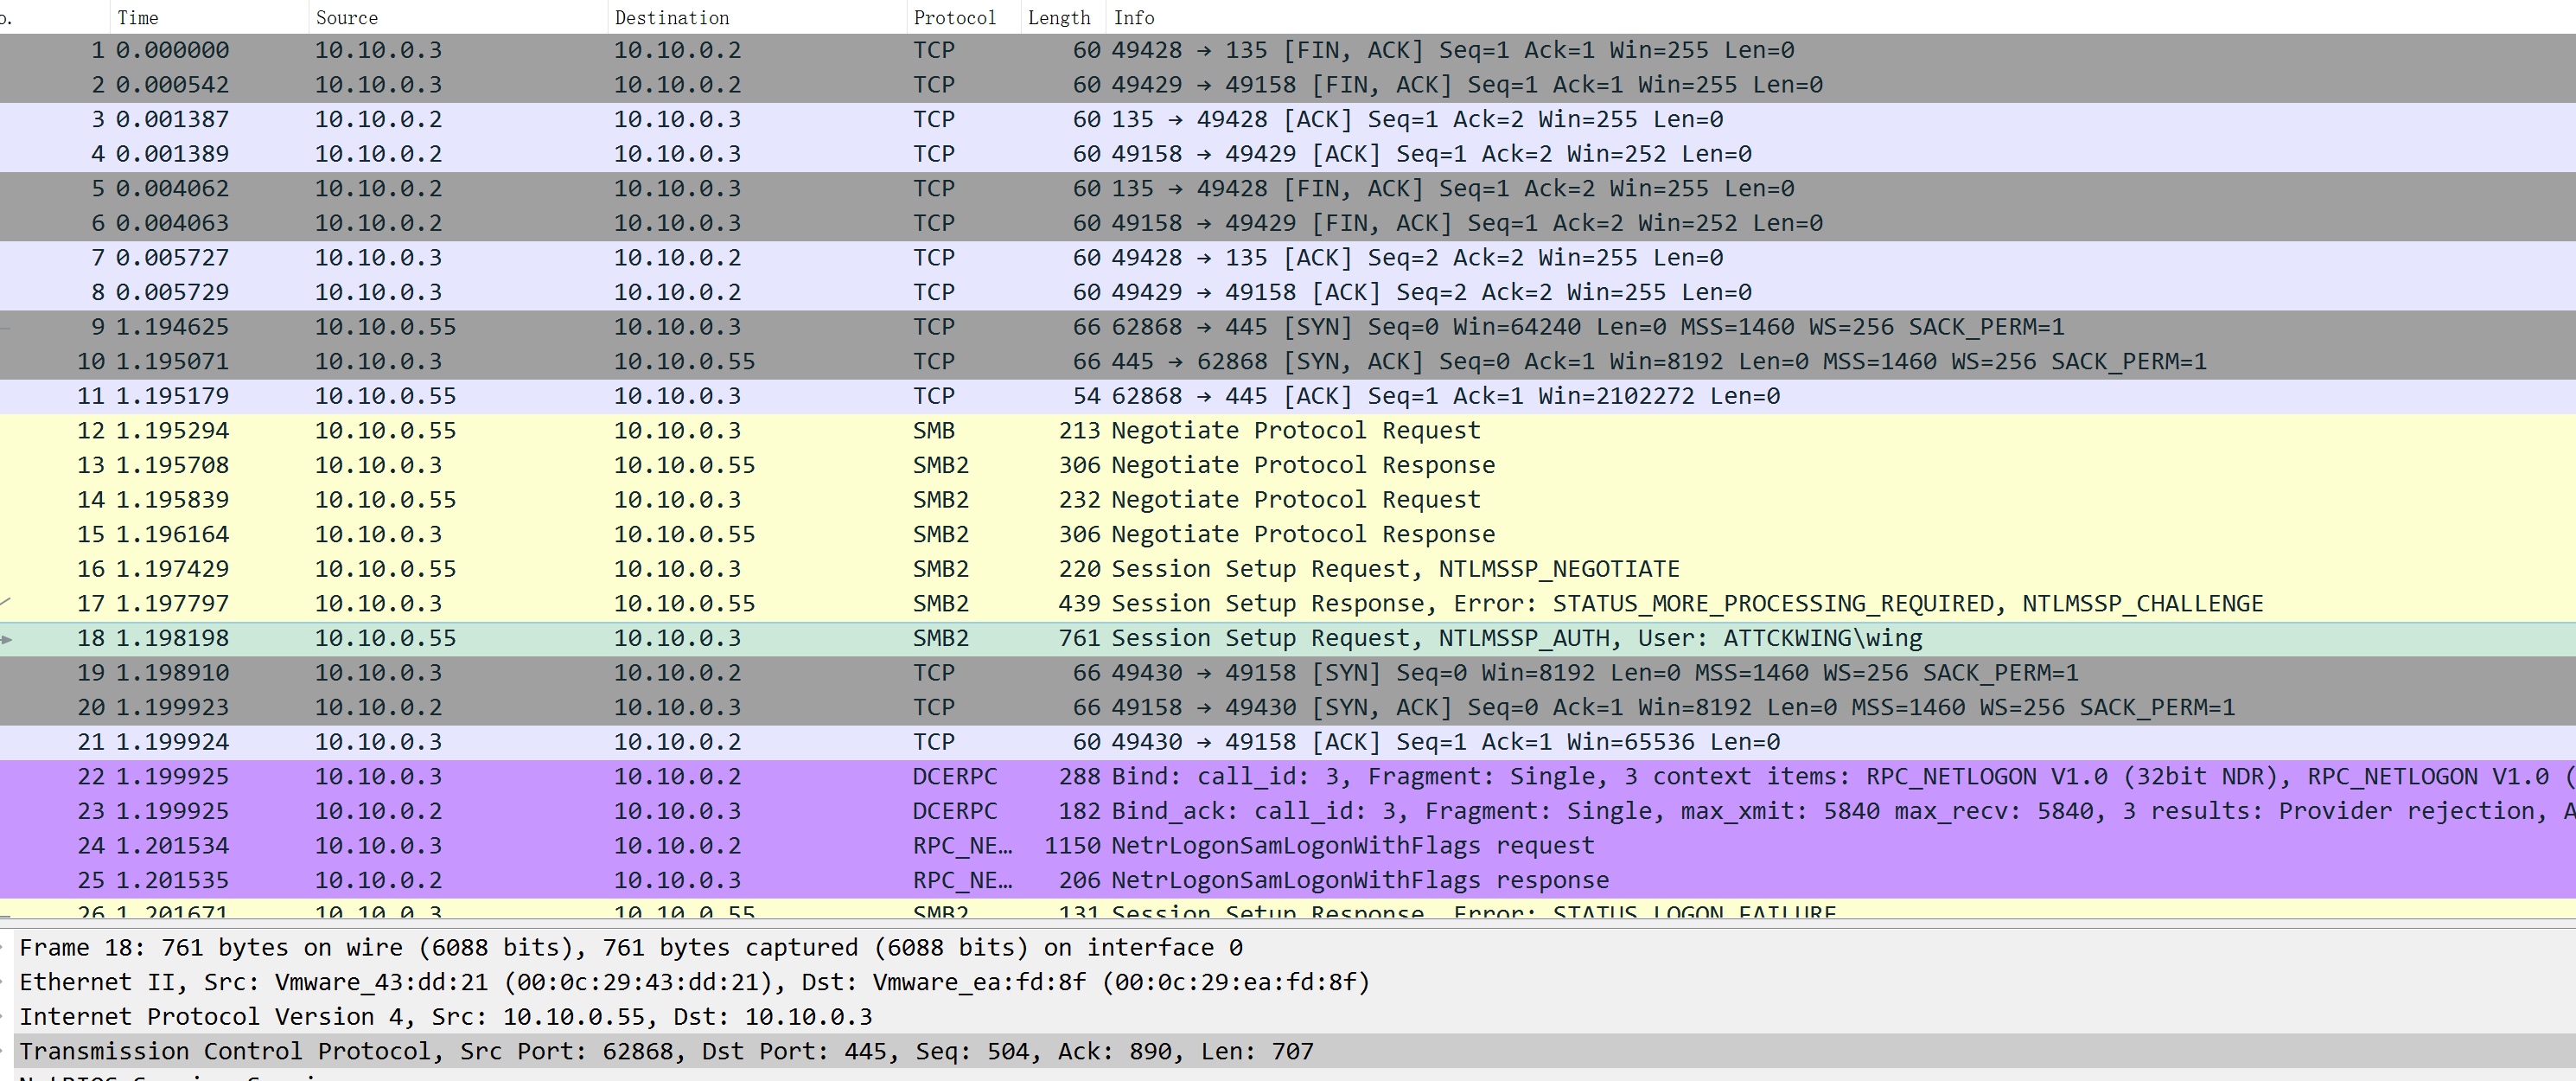 o. Time Source Destination Protocol Length Info
1 0.000000 10.10.0.3 10.10.0.2 TCP 60 49428 → 135 [FIN, ACK] Seq=1 Ack=1 Win=255 Len=0
2 0.000542 10.10.0.3 10.10.0.2 TCP 60 49429 → 49158 [FIN, ACK] Seq=1 Ack=1 Win=255 Len=0
3 0.001387 10.10.0.2 10.10.0.3 TCP 60 135 → 49428 [ACK] Seq=1 Ack=2 Win=255 Len=0
4 0.001389 10.10.0.2 10.10.0.3 TCP 60 49158 → 49429 [ACK] Seq=1 Ack=2 Win=252 Len=0
5 0.004062 10.10.0.2 10.10.0.3 TCP 60 135 → 49428 [FIN, ACK] Seq=1 Ack=2 Win=255 Len=0
6 0.004063 10.10.0.2 10.10.0.3 TCP 60 49158 → 49429 [FIN, ACK] Seq=1 Ack=2 Win=252 Len=0
7 0.005727 10.10.0.3 10.10.0.2 TCP 60 49428 → 135 [ACK] Seq=2 Ack=2 Win=255 Len=0
8 0.005729 10.10.0.3 10.10.0.2 TCP 60 49429 → 49158 [ACK] Seq=2 Ack=2 Win=255 Len=0
9 1.194625 10.10.0.55 10.10.0.3 TCP 66 62868 → 445 [SYN] Seq=0 Win=64240 Len=0 MSS=1460 WS=256 SACK_PERM=1
10 1.195071 10.10.0.3 10.10.0.55 TCP 66 445 → 62868 [SYN, ACK] Seq=0 Ack=1 Win=8192 Len=0 MSS=1460 WS=256 SACK_PERM=1
11 1.195179 10.10.0.55 10.10.0.3 TCP 54 62868 → 445 [ACK] Seq=1 Ack=1 Win=2102272 Len=0
12 1.195294 10.10.0.55 10.10.0.3 SMB 213 Negotiate Protocol Request
13 1.195708 10.10.0.3 10.10.0.55 SMB2 306 Negotiate Protocol Response
14 1.195839 10.10.0.55 10.10.0.3 SMB2 232 Negotiate Protocol Request
15 1.196164 10.10.0.3 10.10.0.55 SMB2 306 Negotiate Protocol Response
16 1.197429 10.10.0.55 10.10.0.3 SMB2 220 Session Setup Request, NTLMSSP_NEGOTIATE
17 1.197797 10.10.0.3 10.10.0.55 SMB2 439 Session Setup Response, Error: STATUS_MORE_PROCESSING_REQUIRED, NTLMSSP_CHALLENGE
18 1.198198 10.10.0.55 10.10.0.3 SMB2 761 Session Setup Request, NTLMSSP_AUTH, User: ATTCKWING\wing
19 1.198910 10.10.0.3 10.10.0.2 TCP 66 49430 → 49158 [SYN] Seq=0 Win=8192 Len=0 MSS=1460 WS=256 SACK_PERM=1
20 1.199923 10.10.0.2 10.10.0.3 TCP 66 49158 → 49430 [SYN, ACK] Seq=0 Ack=1 Win=8192 Len=0 MSS=1460 WS=256 SACK_PERM=1
21 1.199924 10.10.0.3 10.10.0.2 TCP 60 49430 → 49158 [ACK] Seq=1 Ack=1 Win=65536 Len=0
22 1.199925 10.10.0.3 10.10.0.2 DCERPC 288 Bind: call_id: 3, Fragment: Single, 3 context items: RPC_NETLOGON V1.0 (32bit NDR), RPC_NETLOGON V1.0 (
23 1.199925 10.10.0.2 10.10.0.3 DCERPC 182 Bind_ack: call_id: 3, Fragment: Single, max_xmit: 5840 max_recv: 5840, 3 results: Provider rejection, A
24 1.201534 10.10.0.3 10.10.0.2 RPC_NE… 1150 NetrLogonSamLogonWithFlags request
25 1.201535 10.10.0.2 10.10.0.3 RPC_NE… 206 NetrLogonSamLogonWithFlags response
26 1.201671 10.10.0.3 10.10.0.55 SMB2 131 Session Setup Response, Error: STATUS_LOGON_FAILURE
Frame 18: 761 bytes on wire (6088 bits), 761 bytes captured (6088 bits) on interface 0
Ethernet II, Src: Vmware_43:dd:21 (00:0c:29:43:dd:21), Dst: Vmware_ea:fd:8f (00:0c:29:ea:fd:8f)
Internet Protocol Version 4, Src: 10.10.0.55, Dst: 10.10.0.3
Transmission Control Protocol, Src Port: 62868, Dst Port: 445, Seq: 504, Ack: 890, Len: 707